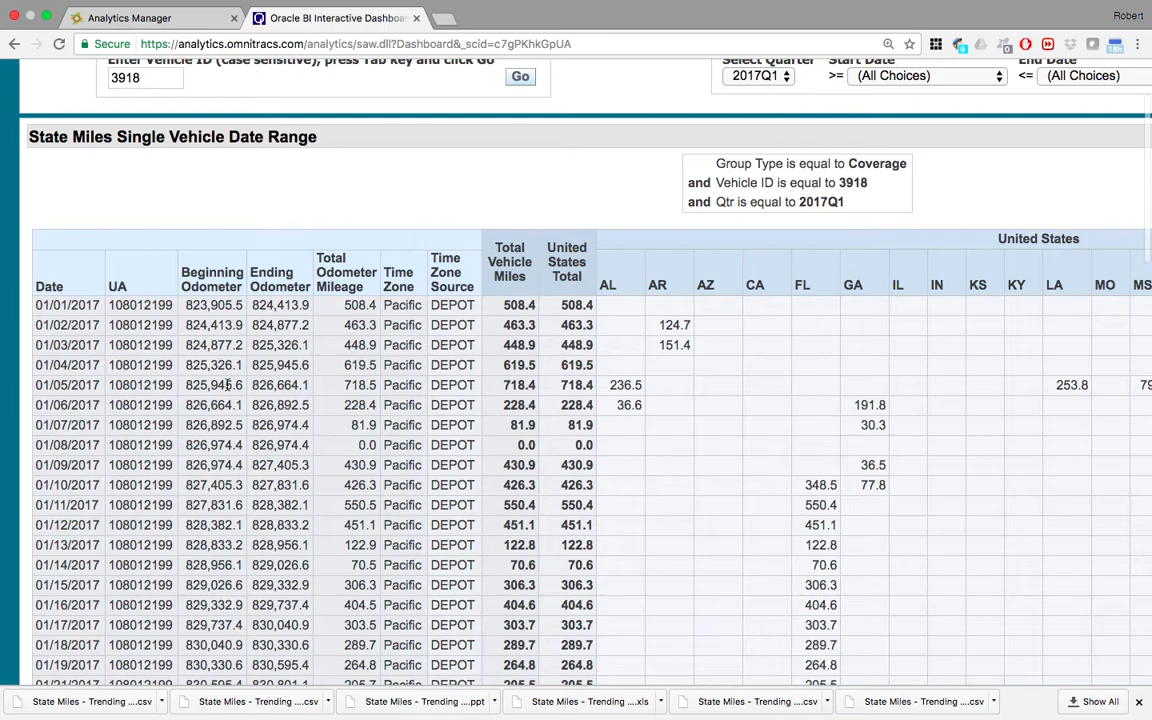 Analytics Manager
Oracle BI Interactive Dashboa
Robert
Secure https://analytics.omnitracs.com/analytics/saw.dll?Dashboard&_scid=c7gPKhkGpUA
Enter Vehicle ID (case sensitive), press Tab key and click Go
3918 Go
Select Quarter Start Date End Date
2017Q1 >= (All Choices) <= (All Choices)
State Miles Single Vehicle Date Range
Group Type is equal to Coverage
and Vehicle ID is equal to 3918
and Qtr is equal to 2017Q1
United States
Date UA Beginning Odometer Ending Odometer Total Odometer Mileage Time Zone Time Zone Source Total Vehicle Miles United States Total AL AR AZ CA FL GA IL IN KS KY LA MO MS
01/01/2017 108012199 823,905.5 824,413.9 508.4 Pacific DEPOT 508.4 508.4
01/02/2017 108012199 824,413.9 824,877.2 463.3 Pacific DEPOT 463.3 463.3 124.7
01/03/2017 108012199 824,877.2 825,326.1 448.9 Pacific DEPOT 448.9 448.9 151.4
01/04/2017 108012199 825,326.1 825,945.6 619.5 Pacific DEPOT 619.5 619.5
01/05/2017 108012199 825,945.6 826,664.1 718.5 Pacific DEPOT 718.4 718.4 236.5 253.8 79
01/06/2017 108012199 826,664.1 826,892.5 228.4 Pacific DEPOT 228.4 228.4 36.6 191.8
01/07/2017 108012199 826,892.5 826,974.4 81.9 Pacific DEPOT 81.9 81.9 30.3
01/08/2017 108012199 826,974.4 826,974.4 0.0 Pacific DEPOT 0.0 0.0
01/09/2017 108012199 826,974.4 827,405.3 430.9 Pacific DEPOT 430.9 430.9 36.5
01/10/2017 108012199 827,405.3 827,831.6 426.3 Pacific DEPOT 426.3 426.3 348.5 77.8
01/11/2017 108012199 827,831.6 828,382.1 550.5 Pacific DEPOT 550.4 550.4 550.4
01/12/2017 108012199 828,382.1 828,833.2 451.1 Pacific DEPOT 451.1 451.1 451.1
01/13/2017 108012199 828,833.2 828,956.1 122.9 Pacific DEPOT 122.8 122.8 122.8
01/14/2017 108012199 828,956.1 829,026.6 70.5 Pacific DEPOT 70.6 70.6 70.6
01/15/2017 108012199 829,026.6 829,332.9 306.3 Pacific DEPOT 306.3 306.3 306.3
01/16/2017 108012199 829,332.9 829,737.4 404.5 Pacific DEPOT 404.6 404.6 404.6
01/17/2017 108012199 829,737.4 830,040.9 303.5 Pacific DEPOT 303.7 303.7 303.7
01/18/2017 108012199 830,040.9 830,330.6 289.7 Pacific DEPOT 289.7 289.7 289.7
01/19/2017 108012199 830,330.6 830,595.4 264.8 Pacific DEPOT 264.8 264.8 264.8
State Miles - Trending ....csv State Miles - Trending ....csv State Miles - Trending ....ppt State Miles - Trending ....xls State Miles - Trending ....csv State Miles - Trending ....csv Show All